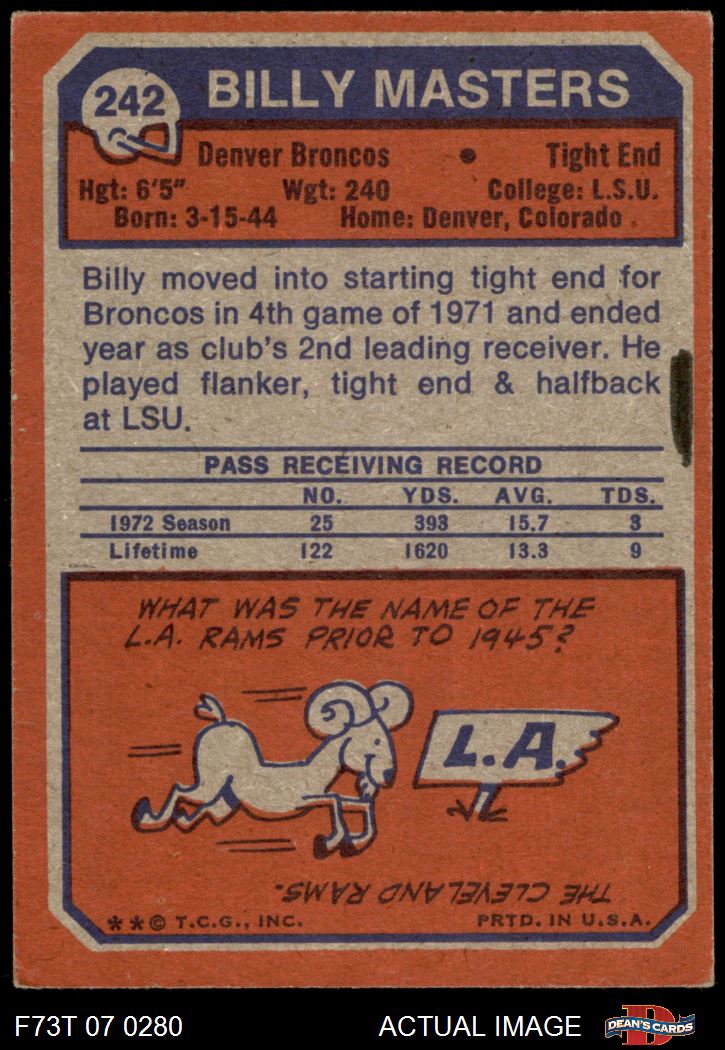 242 BILLY MASTERS
Denver Broncos • Tight End
Hgt: 6'5" Wgt: 240 College: L.S.U.
Born: 3-15-44 Home: Denver, Colorado
Billy moved into starting tight end for
Broncos in 4th game of 1971 and ended
year as club's 2nd leading receiver. He
played flanker, tight end & halfback
at LSU.
PASS RECEIVING RECORD
NO. YDS. AVG. TDS.
1972 Season 25 393 15.7 3
Lifetime 122 1620 13.3 9
WHAT WAS THE NAME OF THE
L.A. RAMS PRIOR TO 1945?
L.A.
THE CLEVELAND RAMS.
**© T.C.G., INC. PRTD. IN U.S.A.
F73T 07 0280 ACTUAL IMAGE
D
DEAN'S CARDS